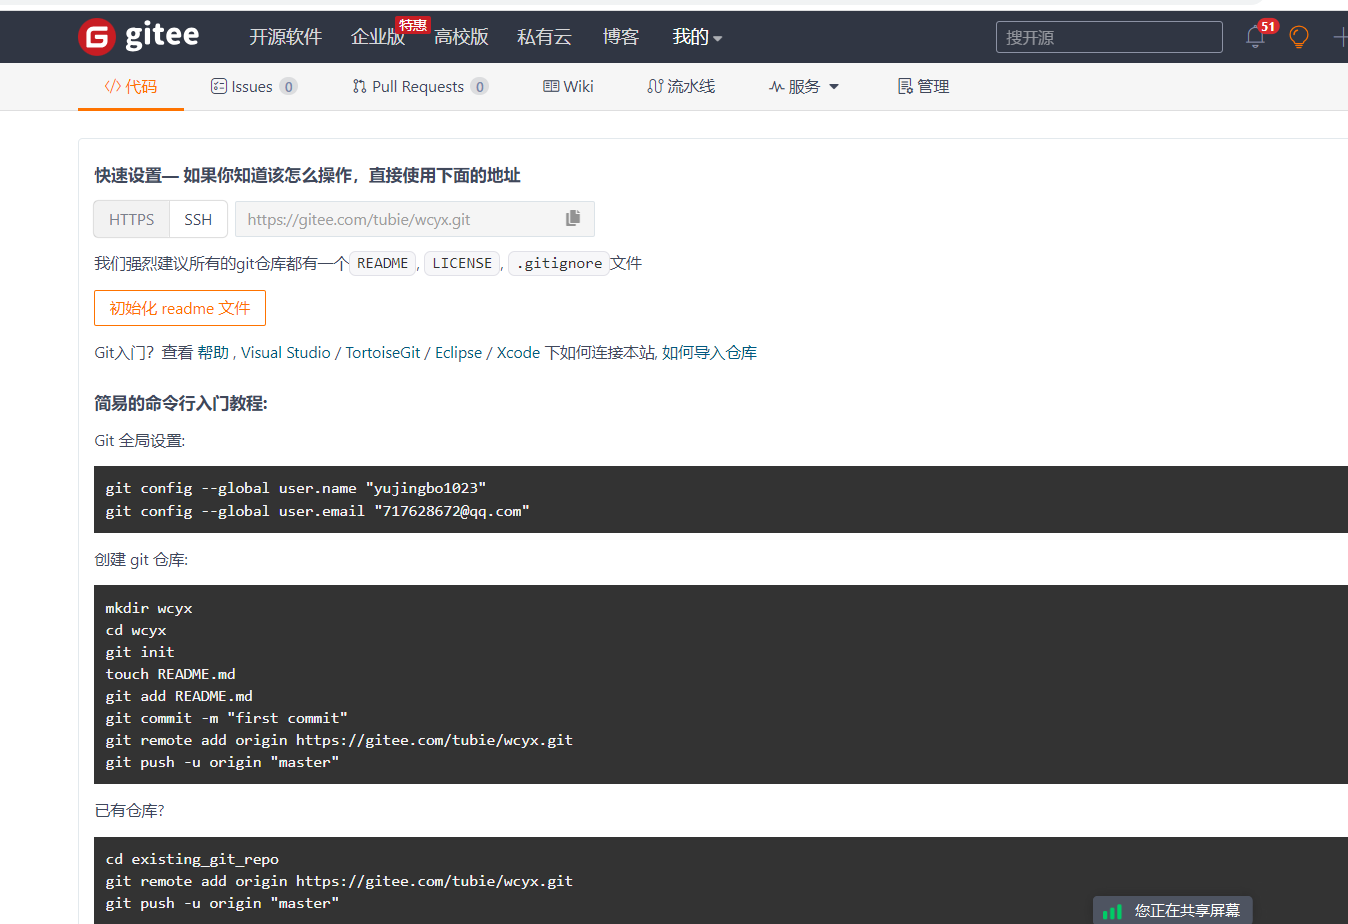 gitee 开源软件 企业版 特惠 高校版 私有云 博客 我的 搜开源 51
</> 代码 Issues 0 Pull Requests 0 Wiki 流水线 服务 管理
快速设置— 如果你知道该怎么操作，直接使用下面的地址
HTTPS SSH https://gitee.com/tubie/wcyx.git
我们强烈建议所有的git仓库都有一个 README, LICENSE, .gitignore 文件
初始化 readme 文件
Git入门？查看 帮助 , Visual Studio / TortoiseGit / Eclipse / Xcode 下如何连接本站, 如何导入仓库
简易的命令行入门教程:
Git 全局设置:
git config --global user.name "yujingbo1023"
git config --global user.email "717628672@qq.com"
创建 git 仓库:
mkdir wcyx
cd wcyx
git init
touch README.md
git add README.md
git commit -m "first commit"
git remote add origin https://gitee.com/tubie/wcyx.git
git push -u origin "master"
已有仓库?
cd existing_git_repo
git remote add origin https://gitee.com/tubie/wcyx.git
git push -u origin "master"
您正在共享屏幕